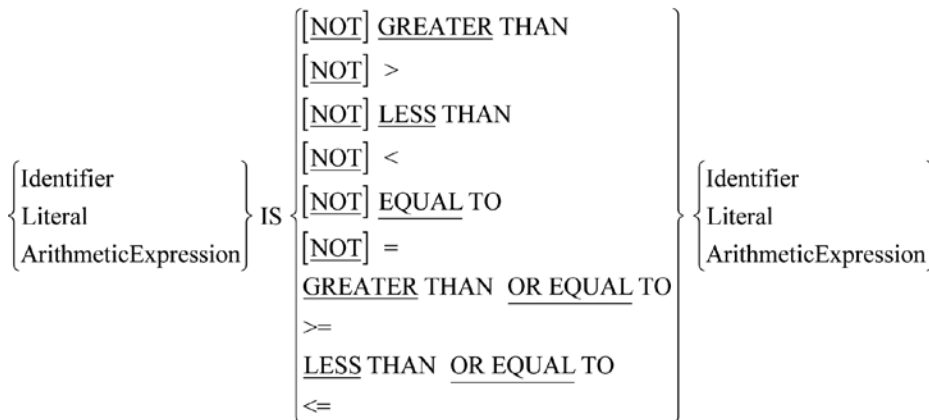 [NOT] GREATER THAN
[NOT] >
[NOT] LESS THAN
[NOT] <
Identifier
Literal
ArithmeticExpression
IS
[NOT] EQUAL TO
[NOT] =
GREATER THAN OR EQUAL TO
>=
LESS THAN OR EQUAL TO
<=
Identifier
Literal
ArithmeticExpression